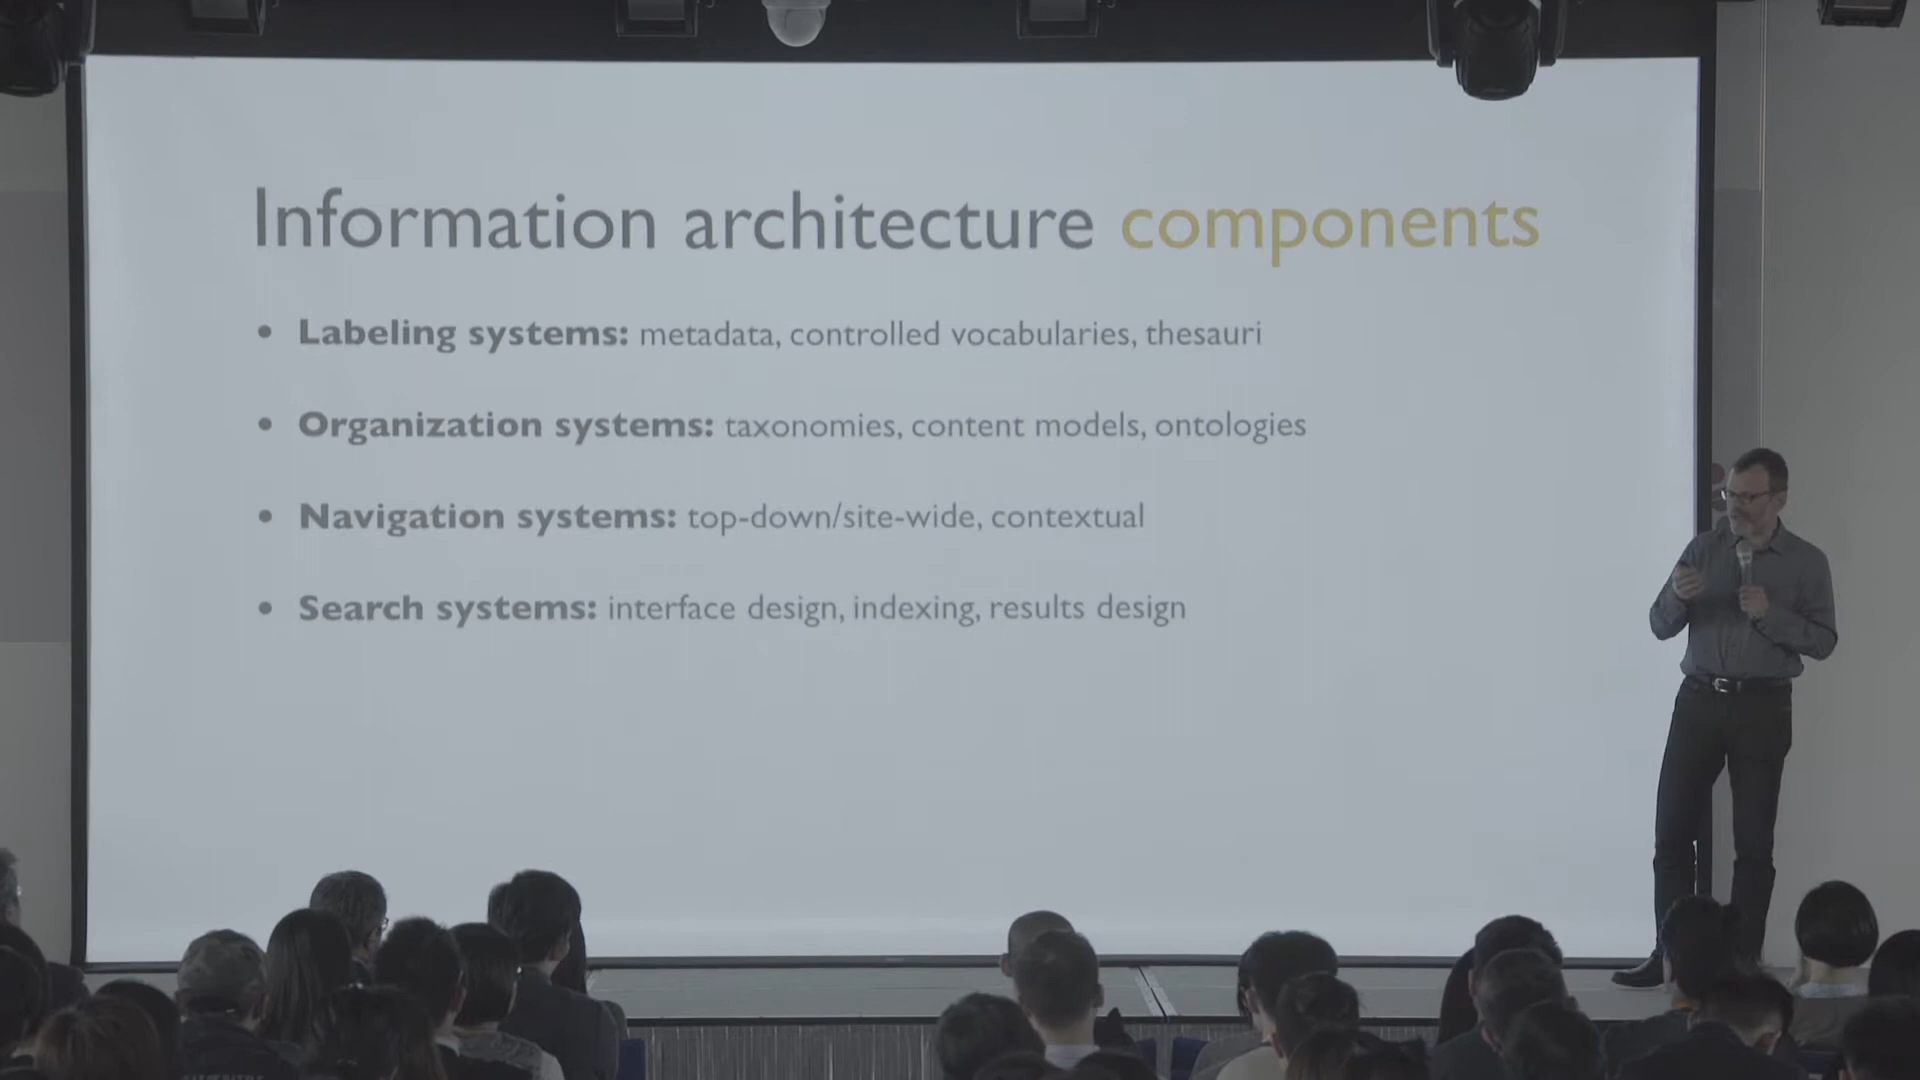 Information architecture components
• Labeling systems: metadata, controlled vocabularies, thesauri
• Organization systems: taxonomies, content models, ontologies
• Navigation systems: top-down/site-wide, contextual
• Search systems: interface design, indexing, results design